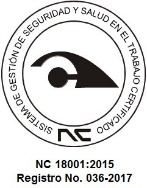 SISTEMA DE GESTIÓN DE SEGURIDAD Y SALUD EN EL TRABAJO CERTIFICADO
NC
NC 18001:2015
Registro No. 036-2017